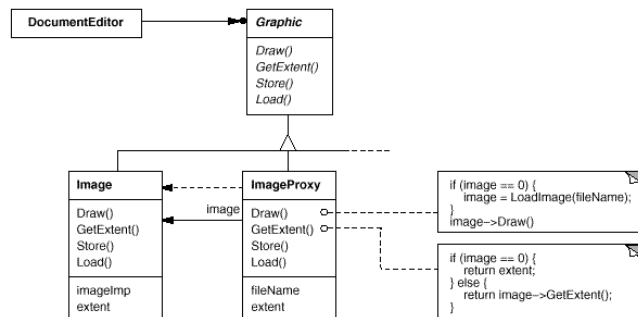 DocumentEditor
Graphic
Draw()
GetExtent()
Store()
Load()
Image
Draw()
GetExtent()
Store()
Load()
imageImp
extent
image
ImageProxy
Draw()
GetExtent()
Store()
Load()
fileName
extent
if (image == 0) {
image = LoadImage(fileName);
}
image->Draw()
if (image == 0) {
return extent;
} else {
return image->GetExtent();
}